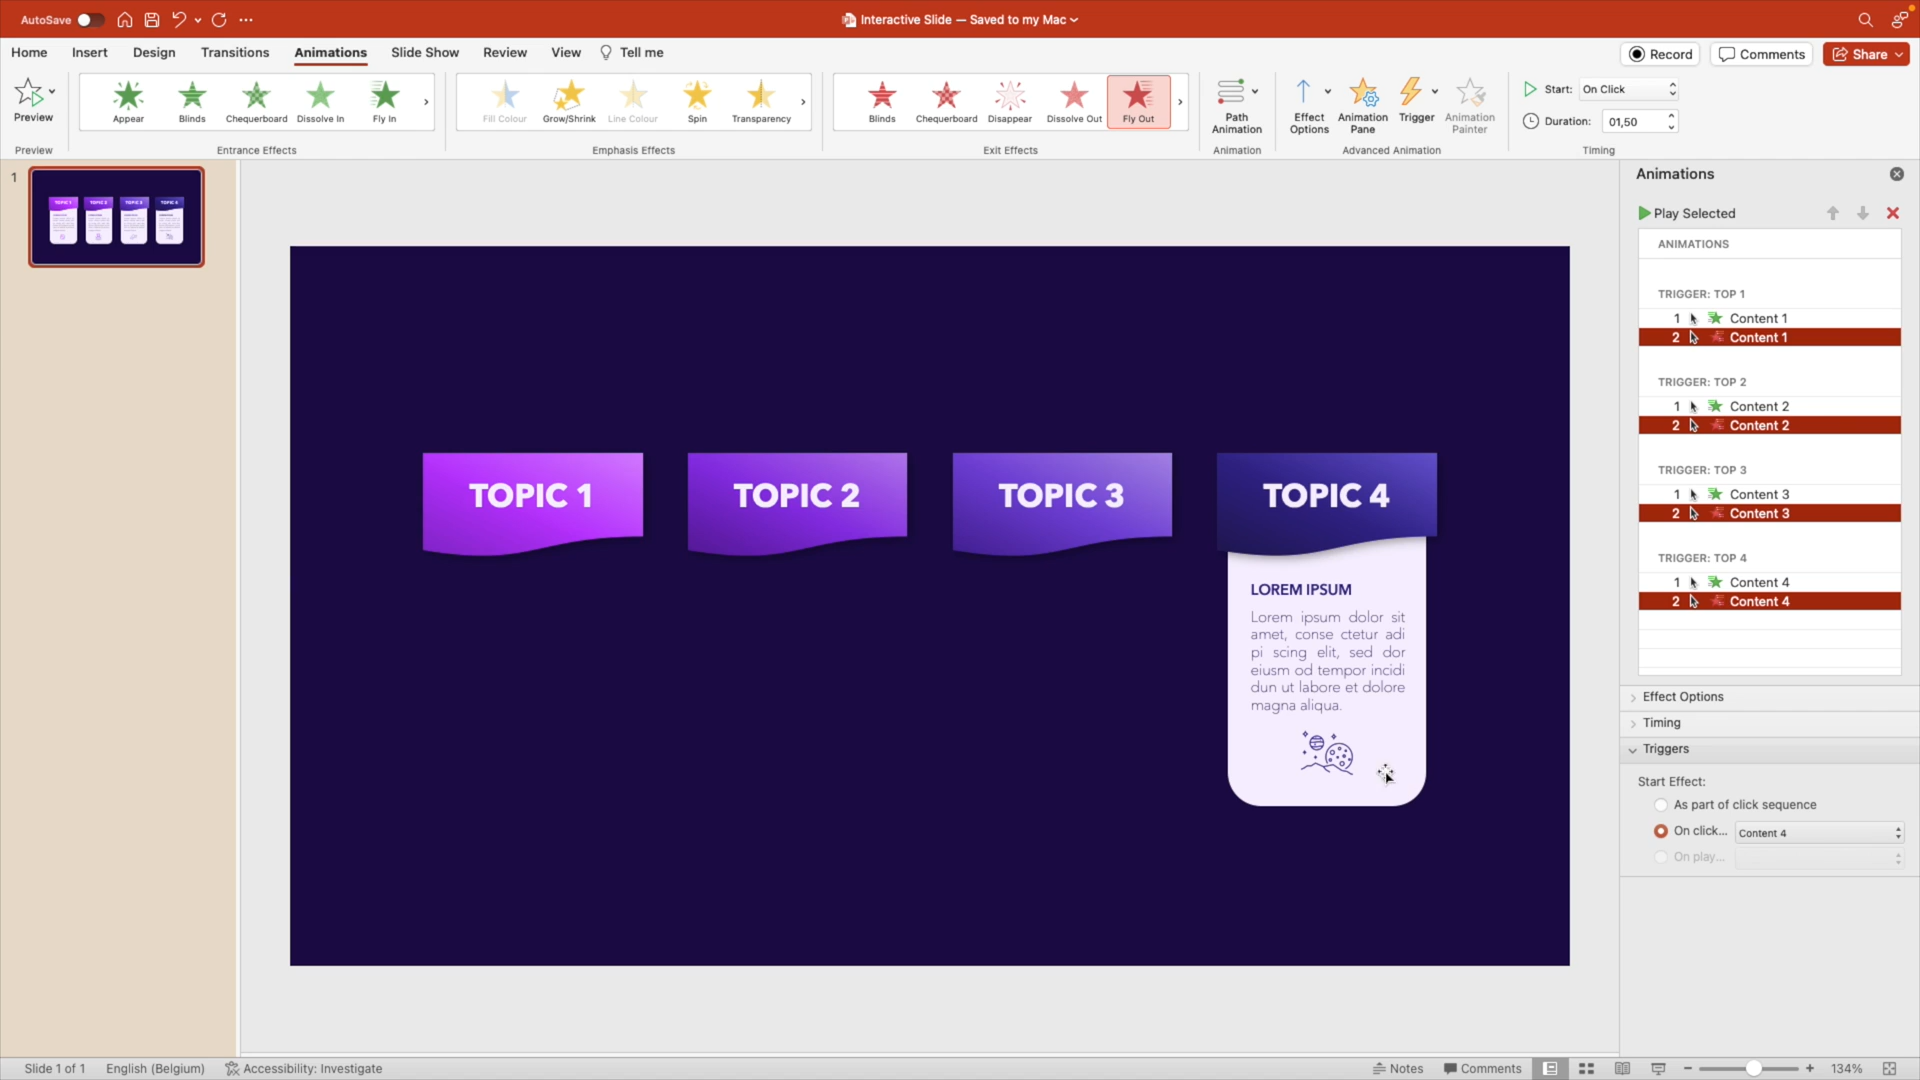 AutoSave
Interactive Slide — Saved to my Mac
Home Insert Design Transitions Animations Slide Show Review View Tell me
Record Comments Share
Preview
Appear Blinds Chequerboard Dissolve In Fly In
Fill Colour Grow/Shrink Line Colour Spin Transparency
Blinds Chequerboard Disappear Dissolve Out Fly Out
Path Animation
Effect Options
Animation Pane
Trigger
Animation Painter
Start: On Click
Duration: 01,50
Preview Entrance Effects Emphasis Effects Exit Effects Animation Advanced Animation Timing
1
TOPIC 1 TOPIC 2 TOPIC 3 TOPIC 4
TOPIC 1 TOPIC 2 TOPIC 3 TOPIC 4
LOREM IPSUM
Lorem ipsum dolor sit
amet, conse ctetur adi
pi scing elit, sed dor
eiusm od tempor incidi
dun ut labore et dolore
magna aliqua.
Animations
Play Selected
ANIMATIONS
TRIGGER: TOP 1
1 Content 1
2 Content 1
TRIGGER: TOP 2
1 Content 2
2 Content 2
TRIGGER: TOP 3
1 Content 3
2 Content 3
TRIGGER: TOP 4
1 Content 4
2 Content 4
Effect Options
Timing
Triggers
Start Effect:
As part of click sequence
On click... Content 4
On play...
Slide 1 of 1 English (Belgium) Accessibility: Investigate
Notes Comments 134%